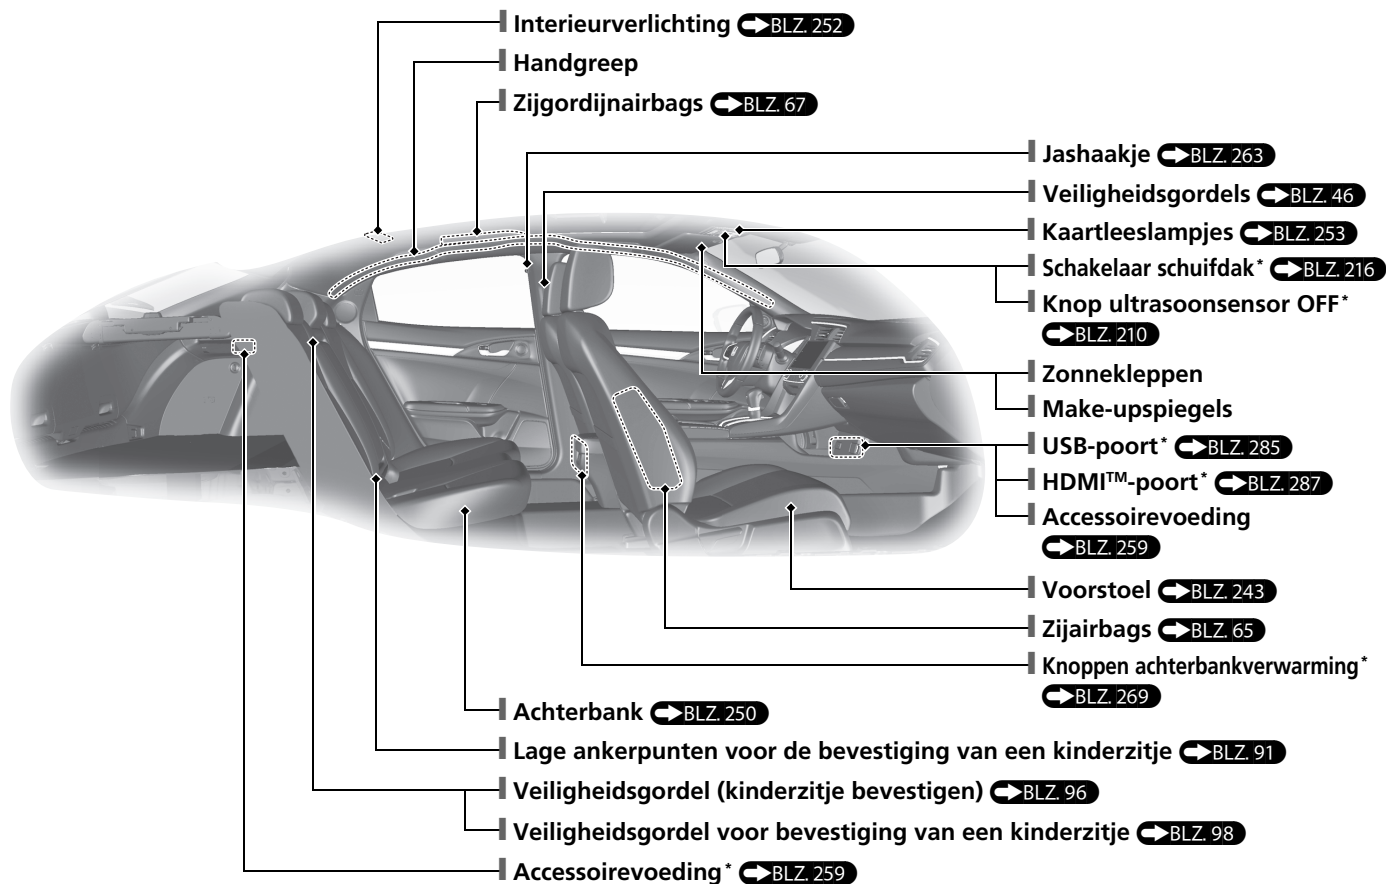 Interieurverlichting BLZ. 252
Handgreep
Zijgordijnairbags BLZ. 67
Jashaakje BLZ. 263
Veiligheidsgordels BLZ. 46
Kaartleeslampjes BLZ. 253
Schakelaar schuifdak* BLZ. 216
Knop ultrasoonsensor OFF*
BLZ. 210
Zonnekleppen
Make-upspiegels
USB-poort* BLZ. 285
HDMI™-poort* BLZ. 287
Accessoirevoeding
BLZ. 259
Voorstoel BLZ. 243
Zijairbags BLZ. 65
Knoppen achterbankverwarming*
BLZ. 269
Achterbank BLZ. 250
Lage ankerpunten voor de bevestiging van een kinderzitje BLZ. 91
Veiligheidsgordel (kinderzitje bevestigen) BLZ. 96
Veiligheidsgordel voor bevestiging van een kinderzitje BLZ. 98
Accessoirevoeding* BLZ. 259